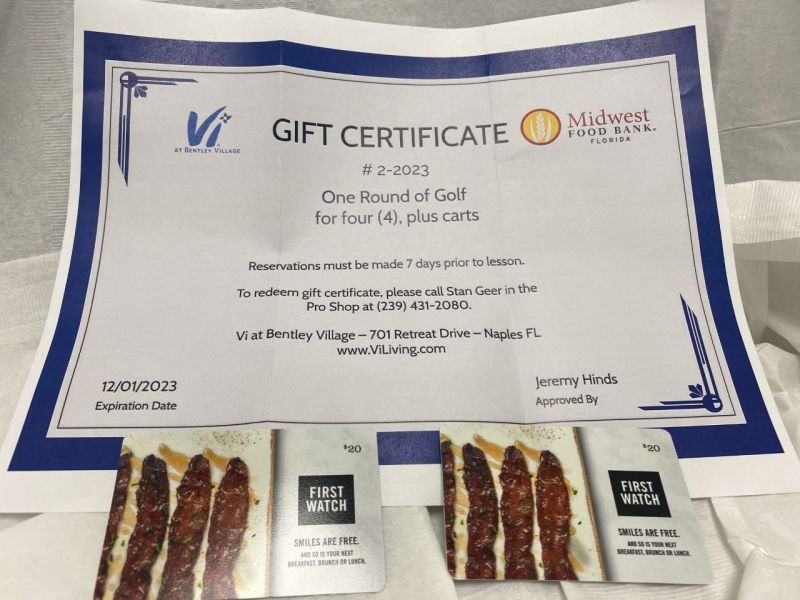 Vi
AT BENTLEY VILLAGE
GIFT CERTIFICATE
Midwest
FOOD BANK
FLORIDA
# 2-2023
One Round of Golf
for four (4), plus carts
Reservations must be made 7 days prior to lesson.
To redeem gift certificate, please call Stan Geer in the
Pro Shop at (239) 431-2080.
Vi at Bentley Village – 701 Retreat Drive – Naples FL
www.ViLiving.com
12/01/2023
Expiration Date
Jeremy Hinds
Approved By
$20
FIRST
WATCH
SMILES ARE FREE.
AND SO IS YOUR NEXT
BREAKFAST, BRUNCH OR LUNCH.
$20
FIRST
WATCH
SMILES ARE FREE.
AND SO IS YOUR NEXT
BREAKFAST, BRUNCH OR LUNCH.